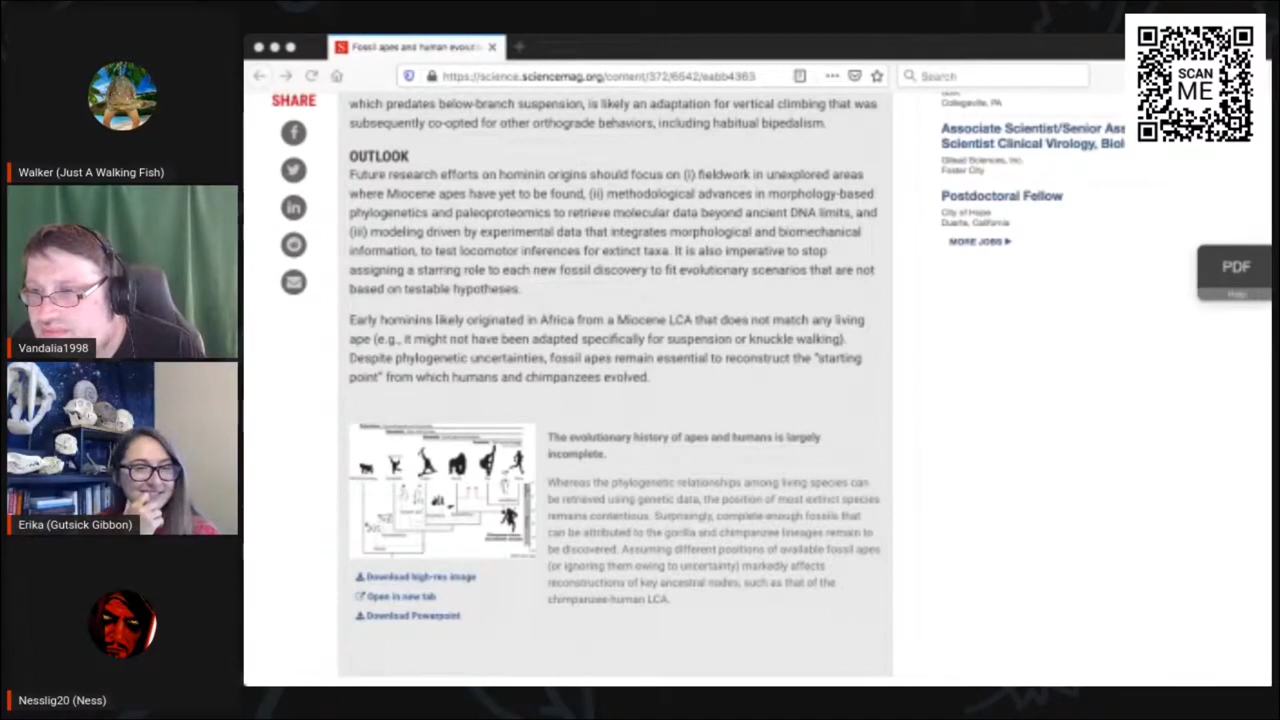 Walker (Just A Walking Fish)
Vandalia1998
Erika (Gutsick Gibbon)
Nesslig20 (Ness)
Fossil apes and human evoluti
https://science.sciencemag.org/content/372/6542/eabb4363
Search
SHARE
which predates below-branch suspension, is likely an adaptation for vertical climbing that was
subsequently co-opted for other orthograde behaviors, including habitual bipedalism.
OUTLOOK
Future research efforts on hominin origins should focus on (i) fieldwork in unexplored areas
where Miocene apes have yet to be found, (ii) methodological advances in morphology-based
phylogenetics and paleoproteomics to retrieve molecular data beyond ancient DNA limits, and
(iii) modeling driven by experimental data that integrates morphological and biomechanical
information, to test locomotor inferences for extinct taxa. It is also imperative to stop
assigning a starring role to each new fossil discovery to fit evolutionary scenarios that are not
based on testable hypotheses.
Early hominins likely originated in Africa from a Miocene LCA that does not match any living
ape (e.g., it might not have been adapted specifically for suspension or knuckle walking).
Despite phylogenetic uncertainties, fossil apes remain essential to reconstruct the "starting
point" from which humans and chimpanzees evolved.
Download high-res image
Open in new tab
Download Powerpoint
The evolutionary history of apes and humans is largely
incomplete.
Whereas the phylogenetic relationships among living species can
be retrieved using genetic data, the position of most extinct species
remains contentious. Surprisingly, complete-enough fossils that
can be attributed to the gorilla and chimpanzee lineages remain to
be discovered. Assuming different positions of available fossil apes
(or ignoring them owing to uncertainty) markedly affects
reconstructions of key ancestral nodes, such as that of the
chimpanzee-human LCA.
Collegeville, PA
Associate Scientist/Senior Ass
Scientist Clinical Virology, Biol
Gilead Sciences, Inc.
Foster City
Postdoctoral Fellow
City of Hope
Duarte, California
MORE JOBS
SCAN
ME
PDF
Help